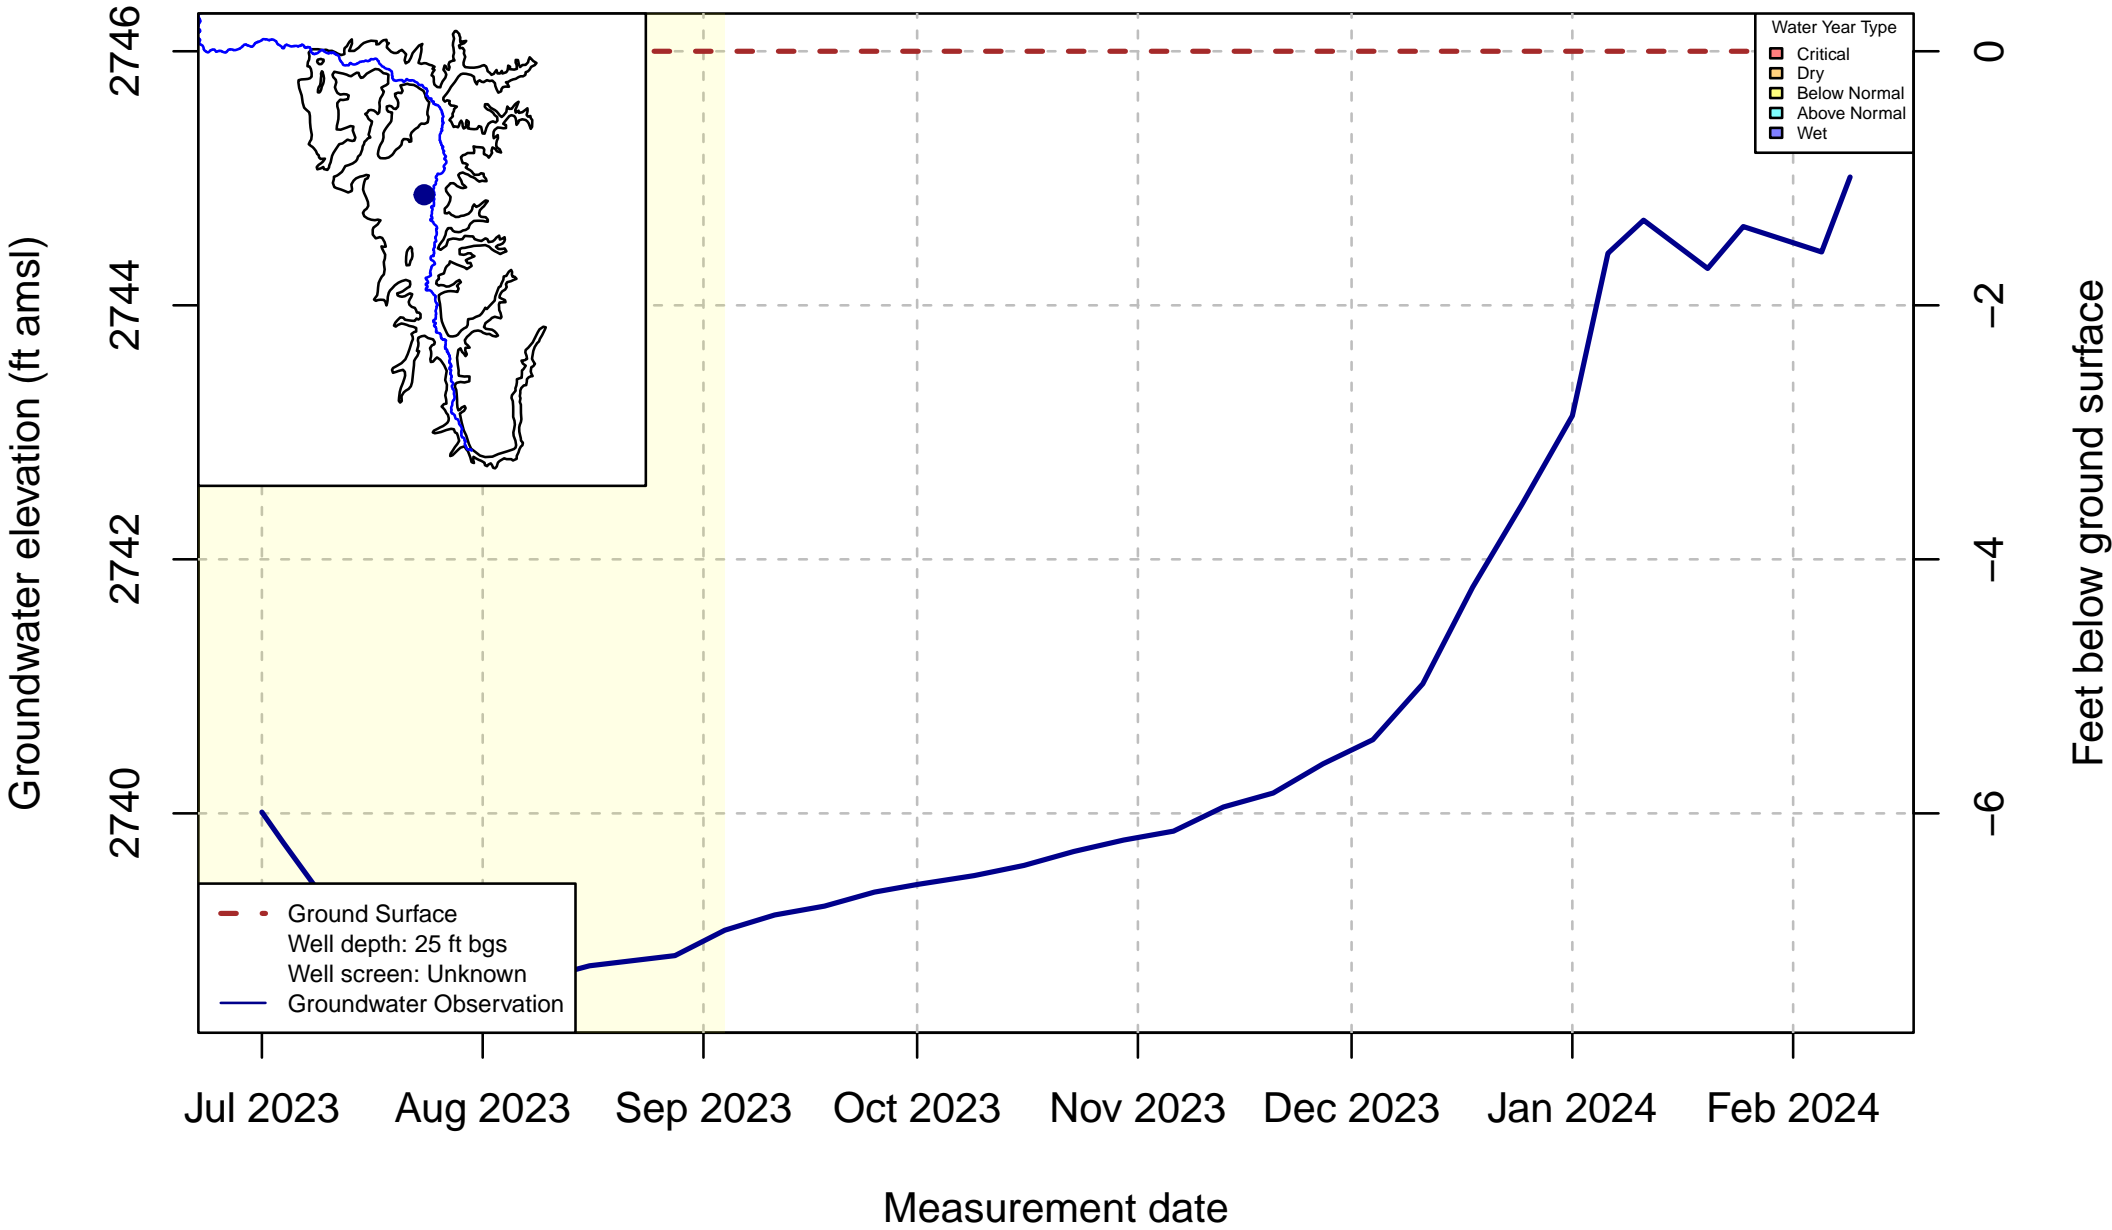 Groundwater elevation (ft amsl)
2746
2744
2742
2740
0
−2
−4
−6
Feet below ground surface
Water Year Type
Critical
Dry
Below Normal
Above Normal
Wet
Ground Surface
Well depth: 25 ft bgs
Well screen: Unknown
Groundwater Observation
Jul 2023
Aug 2023
Sep 2023
Oct 2023
Nov 2023
Dec 2023
Jan 2024
Feb 2024
Measurement date